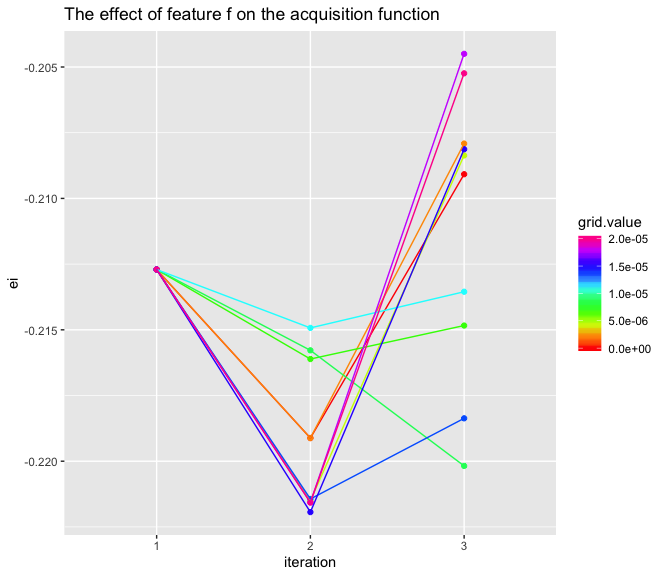 The effect of feature f on the acquisition function
-0.205
-0.210
-0.215
-0.220
ei
1 2 3
iteration
grid.value
2.0e-05
1.5e-05
1.0e-05
5.0e-06
0.0e+00